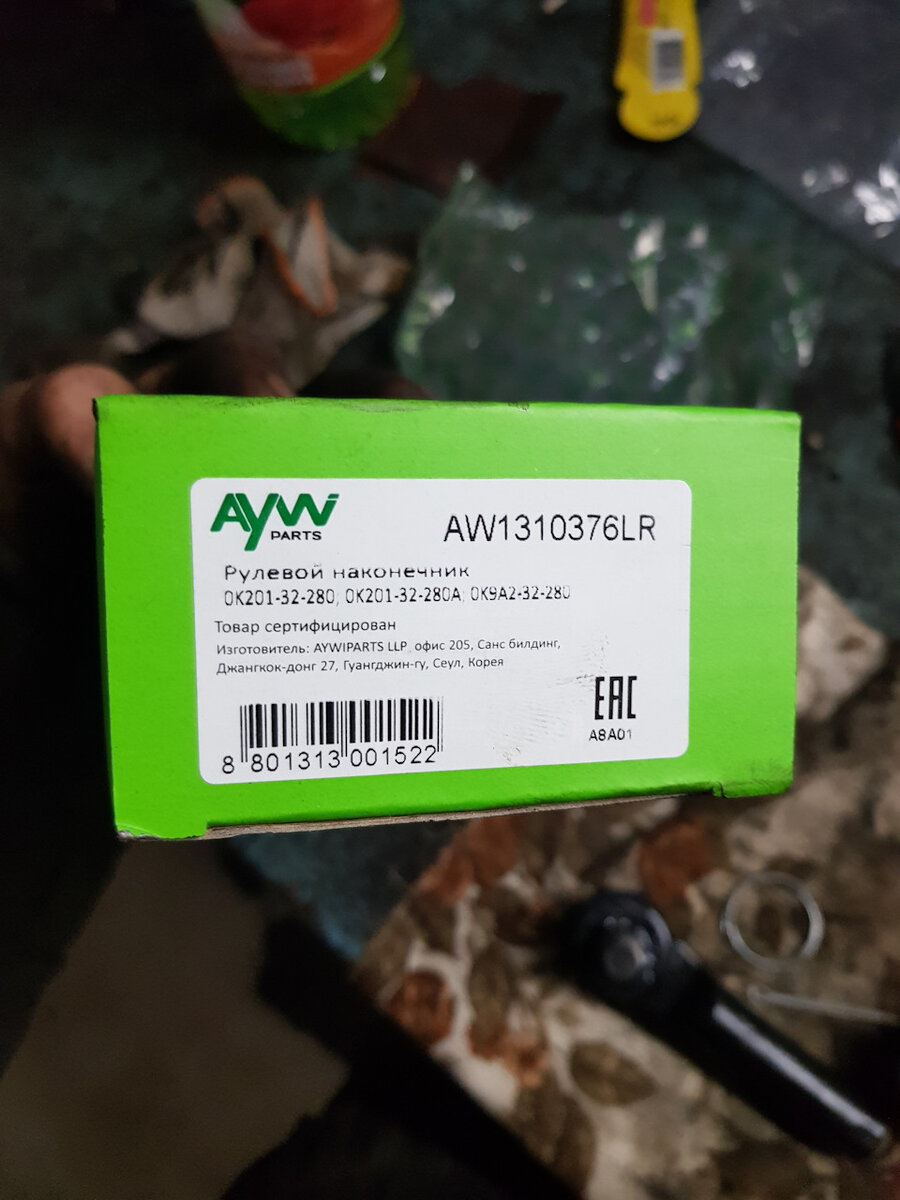 AYWI
PARTS
AW1310376LR
Рулевой наконечник
0K201-32-280; 0K201-32-280A; 0K9A2-32-280
Товар сертифицирован
Изготовитель: AYWIPARTS LLP, офис 205, Санс билдинг,
Джангкок-донг 27, Гуангджин-гу, Сеул, Корея
EAC
A8A01
8 801313 001522